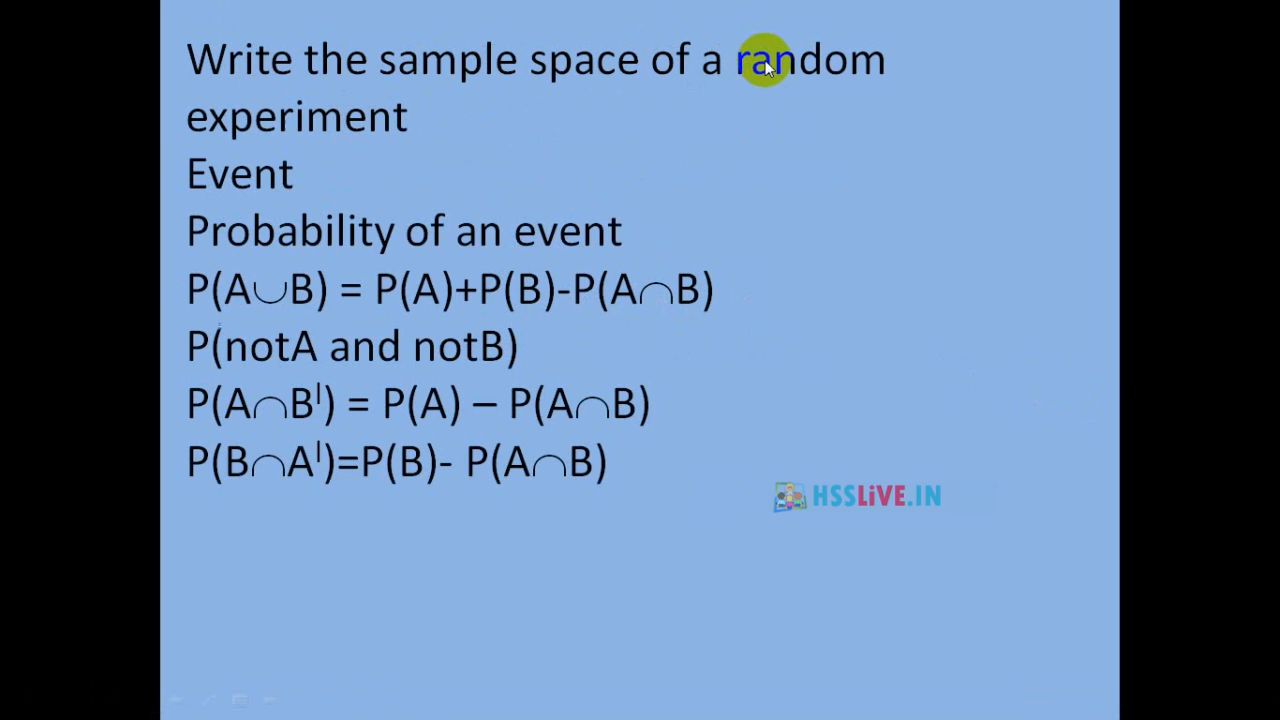 Write the sample space of a random
experiment
Event
Probability of an event
P(A∪B) = P(A)+P(B)-P(A∩B)
P(notA and notB)
P(A∩B|) = P(A) – P(A∩B)
P(B∩A|)=P(B)- P(A∩B)
HSSLiVE.IN